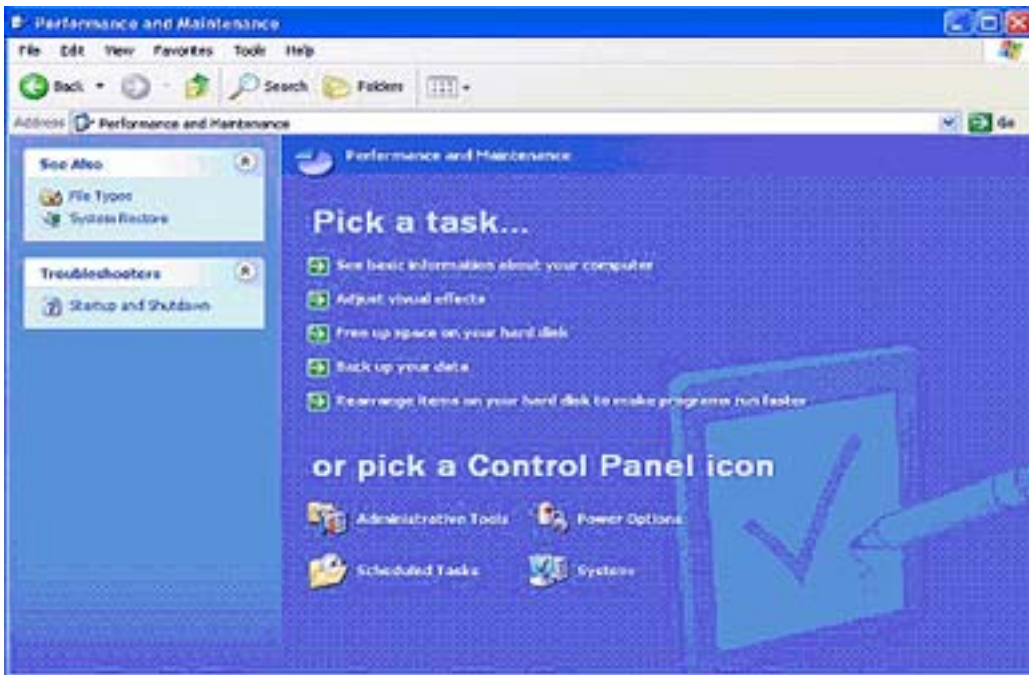 Performance and Maintenance
File Edit View Favorites Tools Help
Back Search Folders
Address Performance and Maintenance Go
See Also
File Types
System Restore
Troubleshooters
Startup and Shutdown
Performance and Maintenance
Pick a task...
See basic information about your computer
Adjust visual effects
Free up space on your hard disk
Back up your data
Rearrange items on your hard disk to make programs run faster
or pick a Control Panel icon
Administrative Tools Power Options
Scheduled Tasks System